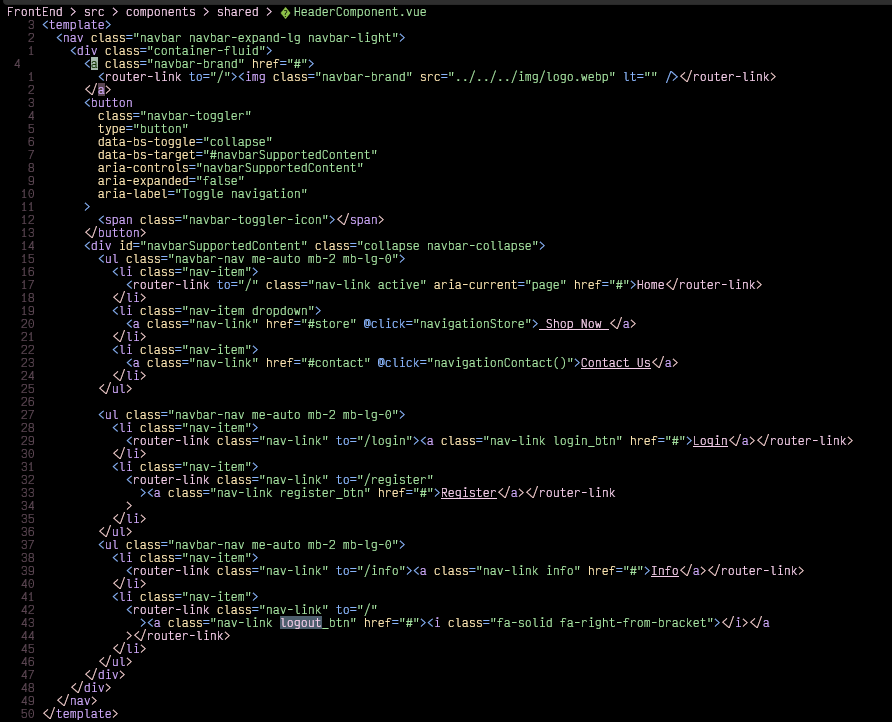 FrontEnd > src > components > shared > HeaderComponent.vue
3 <template>
2 <nav class="navbar navbar-expand-lg navbar-light">
1 <div class="container-fluid">
4 <a class="navbar-brand" href="#">
1 <router-link to="/"><img class="navbar-brand" src="../../../img/logo.webp" lt="" /></router-link>
2 </a>
3 <button
4 class="navbar-toggler"
5 type="button"
6 data-bs-toggle="collapse"
7 data-bs-target="#navbarSupportedContent"
8 aria-controls="navbarSupportedContent"
9 aria-expanded="false"
10 aria-label="Toggle navigation"
11 >
12 <span class="navbar-toggler-icon"></span>
13 </button>
14 <div id="navbarSupportedContent" class="collapse navbar-collapse">
15 <ul class="navbar-nav me-auto mb-2 mb-lg-0">
16 <li class="nav-item">
17 <router-link to="/" class="nav-link active" aria-current="page" href="#">Home</router-link>
18 </li>
19 <li class="nav-item dropdown">
20 <a class="nav-link" href="#store" @click="navigationStore"> Shop Now </a>
21 </li>
22 <li class="nav-item">
23 <a class="nav-link" href="#contact" @click="navigationContact()">Contact Us</a>
24 </li>
25 </ul>
26
27 <ul class="navbar-nav me-auto mb-2 mb-lg-0">
28 <li class="nav-item">
29 <router-link class="nav-link" to="/login"><a class="nav-link login_btn" href="#">Login</a></router-link>
30 </li>
31 <li class="nav-item">
32 <router-link class="nav-link" to="/register"
33 ><a class="nav-link register_btn" href="#">Register</a></router-link
34 >
35 </li>
36 </ul>
37 <ul class="navbar-nav me-auto mb-2 mb-lg-0">
38 <li class="nav-item">
39 <router-link class="nav-link" to="/info"><a class="nav-link info" href="#">Info</a></router-link>
40 </li>
41 <li class="nav-item">
42 <router-link class="nav-link" to="/"
43 ><a class="nav-link logout_btn" href="#"><i class="fa-solid fa-right-from-bracket"></i></a
44 ></router-link>
45 </li>
46 </ul>
47 </div>
48 </div>
49 </nav>
50 </template>